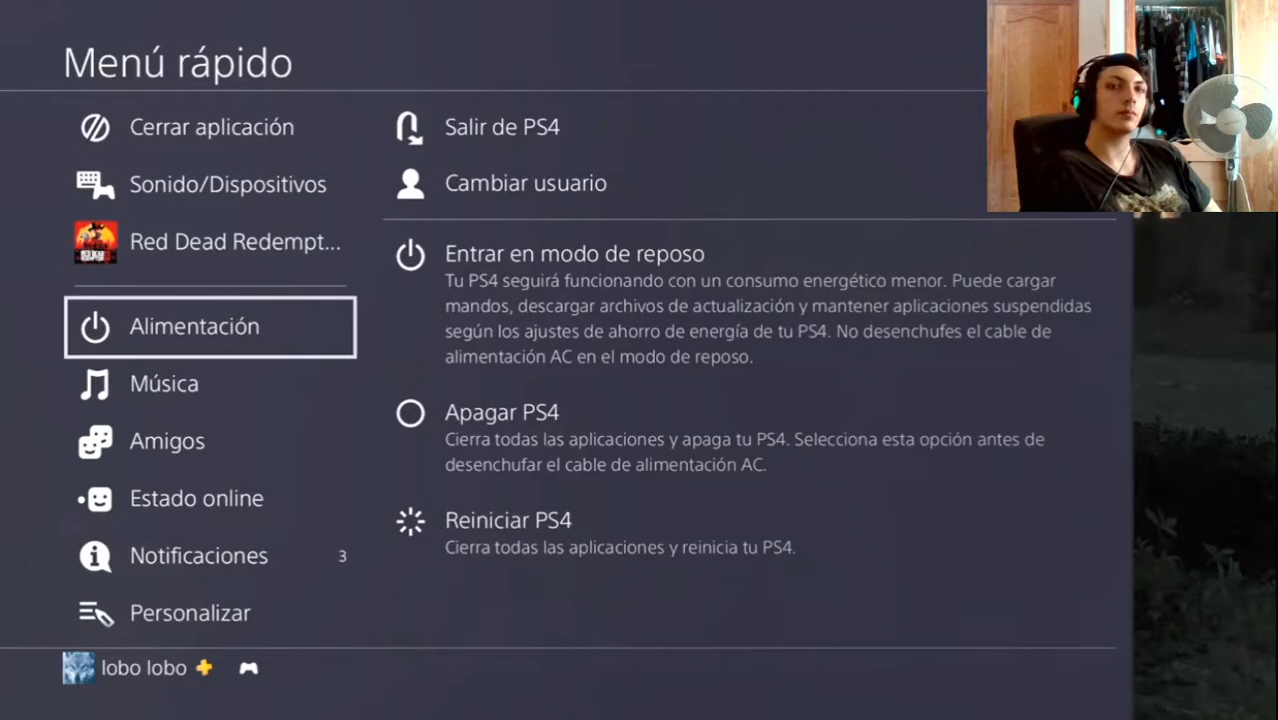 Menú rápido
Cerrar aplicación
Sonido/Dispositivos
Red Dead Redempt...
Alimentación
Música
Amigos
Estado online
Notificaciones 3
Personalizar
Salir de PS4
Cambiar usuario
Entrar en modo de reposo
Tu PS4 seguirá funcionando con un consumo energético menor. Puede cargar
mandos, descargar archivos de actualización y mantener aplicaciones suspendidas
según los ajustes de ahorro de energía de tu PS4. No desenchufes el cable de
alimentación AC en el modo de reposo.
Apagar PS4
Cierra todas las aplicaciones y apaga tu PS4. Selecciona esta opción antes de
desenchufar el cable de alimentación AC.
Reiniciar PS4
Cierra todas las aplicaciones y reinicia tu PS4.
lobo lobo